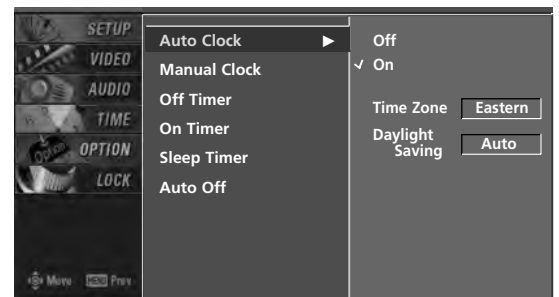 SETUP
VIDEO
AUDIO
TIME
Option OPTION
LOCK
Move MENU Prev
Auto Clock ►
Manual Clock
Off Timer
On Timer
Sleep Timer
Auto Off
Off
✓ On
Time Zone Eastern
Daylight
Saving Auto